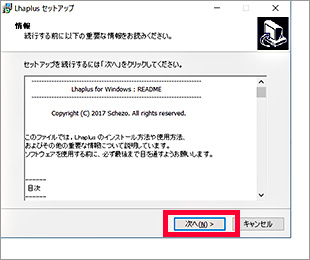 Lhaplus セットアップ
情報
続行する前に以下の重要な情報をお読みください。
セットアップを続行するには「次へ」をクリックしてください。
--------------------------------------------------
Lhaplus for Windows : README
--------------------------------------------------
Copyright (C) 2017 Schezo. All rights reserved.
このファイルでは、Lhaplus のインストール方法や使用方法、
およびその他の重要な情報について説明しています。
ソフトウェアを使用する前に、必ず最後まで目を通すようお願いします。
------
目次
------
次へ(N) >
キャンセル